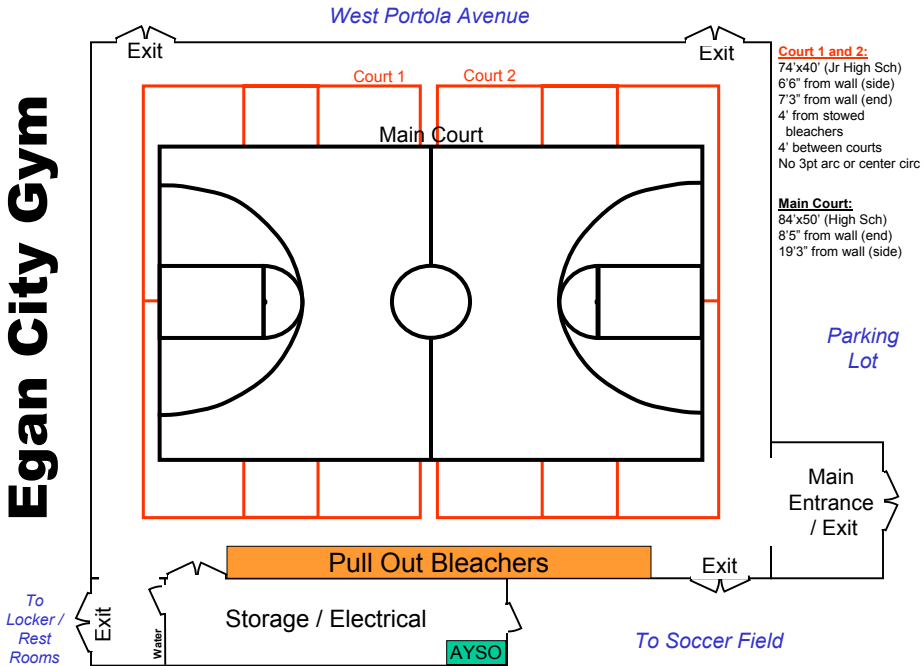 West Portola Avenue
Exit
Exit
Egan City Gym
Court 1
Court 2
Main Court
Court 1 and 2:
74’x40’ (Jr High Sch)
6’6” from wall (side)
7’3” from wall (end)
4’ from stowed
bleachers
4’ between courts
No 3pt arc or center circ
Main Court:
84’x50’ (High Sch)
8’5” from wall (end)
19’3” from wall (side)
Parking
Lot
Main
Entrance
/ Exit
Pull Out Bleachers
Exit
To
Locker /
Rest
Rooms
Exit
Water
Storage / Electrical
AYSO
To Soccer Field